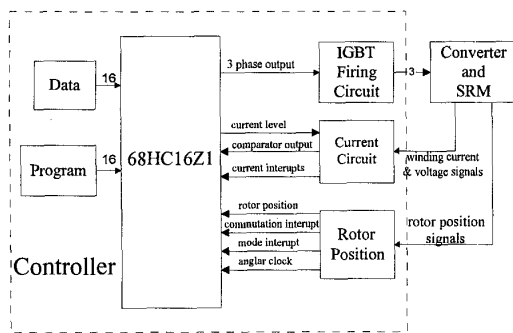 Data
16
Program
16
68HC16Z1
Controller
3 phase output
IGBT
Firing
Circuit
3
Converter
and
SRM
current level
comparator output
current interupts
Current
Circuit
winding current
& voltage signals
rotor position
commutation interupt
mode interupt
anglar clock
Rotor
Position
rotor position
signals